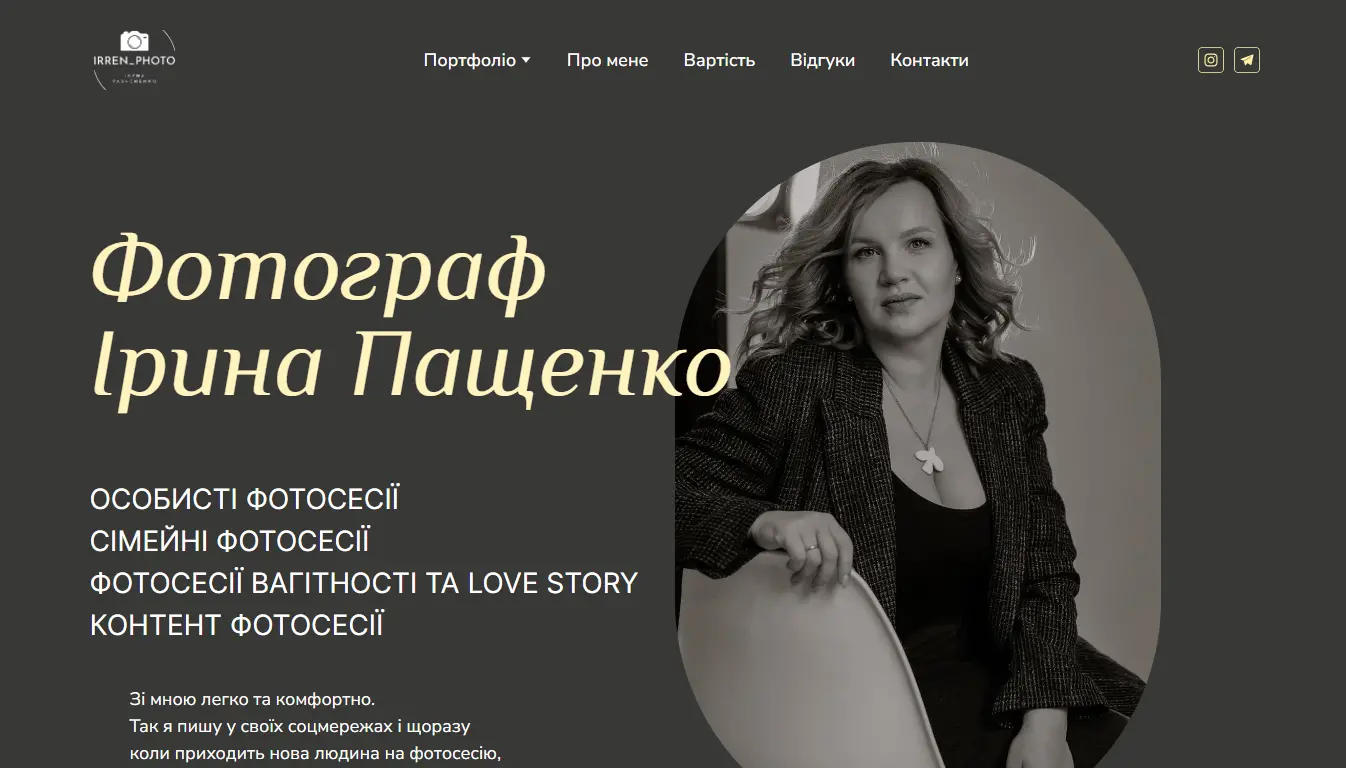 IRREN_PHOTO
Портфоліо
Про мене
Вартість
Відгуки
Контакти
Фотограф
Ірина Пащенко
ОСОБИСТІ ФОТОСЕСІЇ
СІМЕЙНІ ФОТОСЕСІЇ
ФОТОСЕСІЇ ВАГІТНОСТІ ТА LOVE STORY
КОНТЕНТ ФОТОСЕСІЇ
Зі мною легко та комфортно.
Так я пишу у своїх соцмережах і щоразу
коли приходить нова людина на фотосесію,